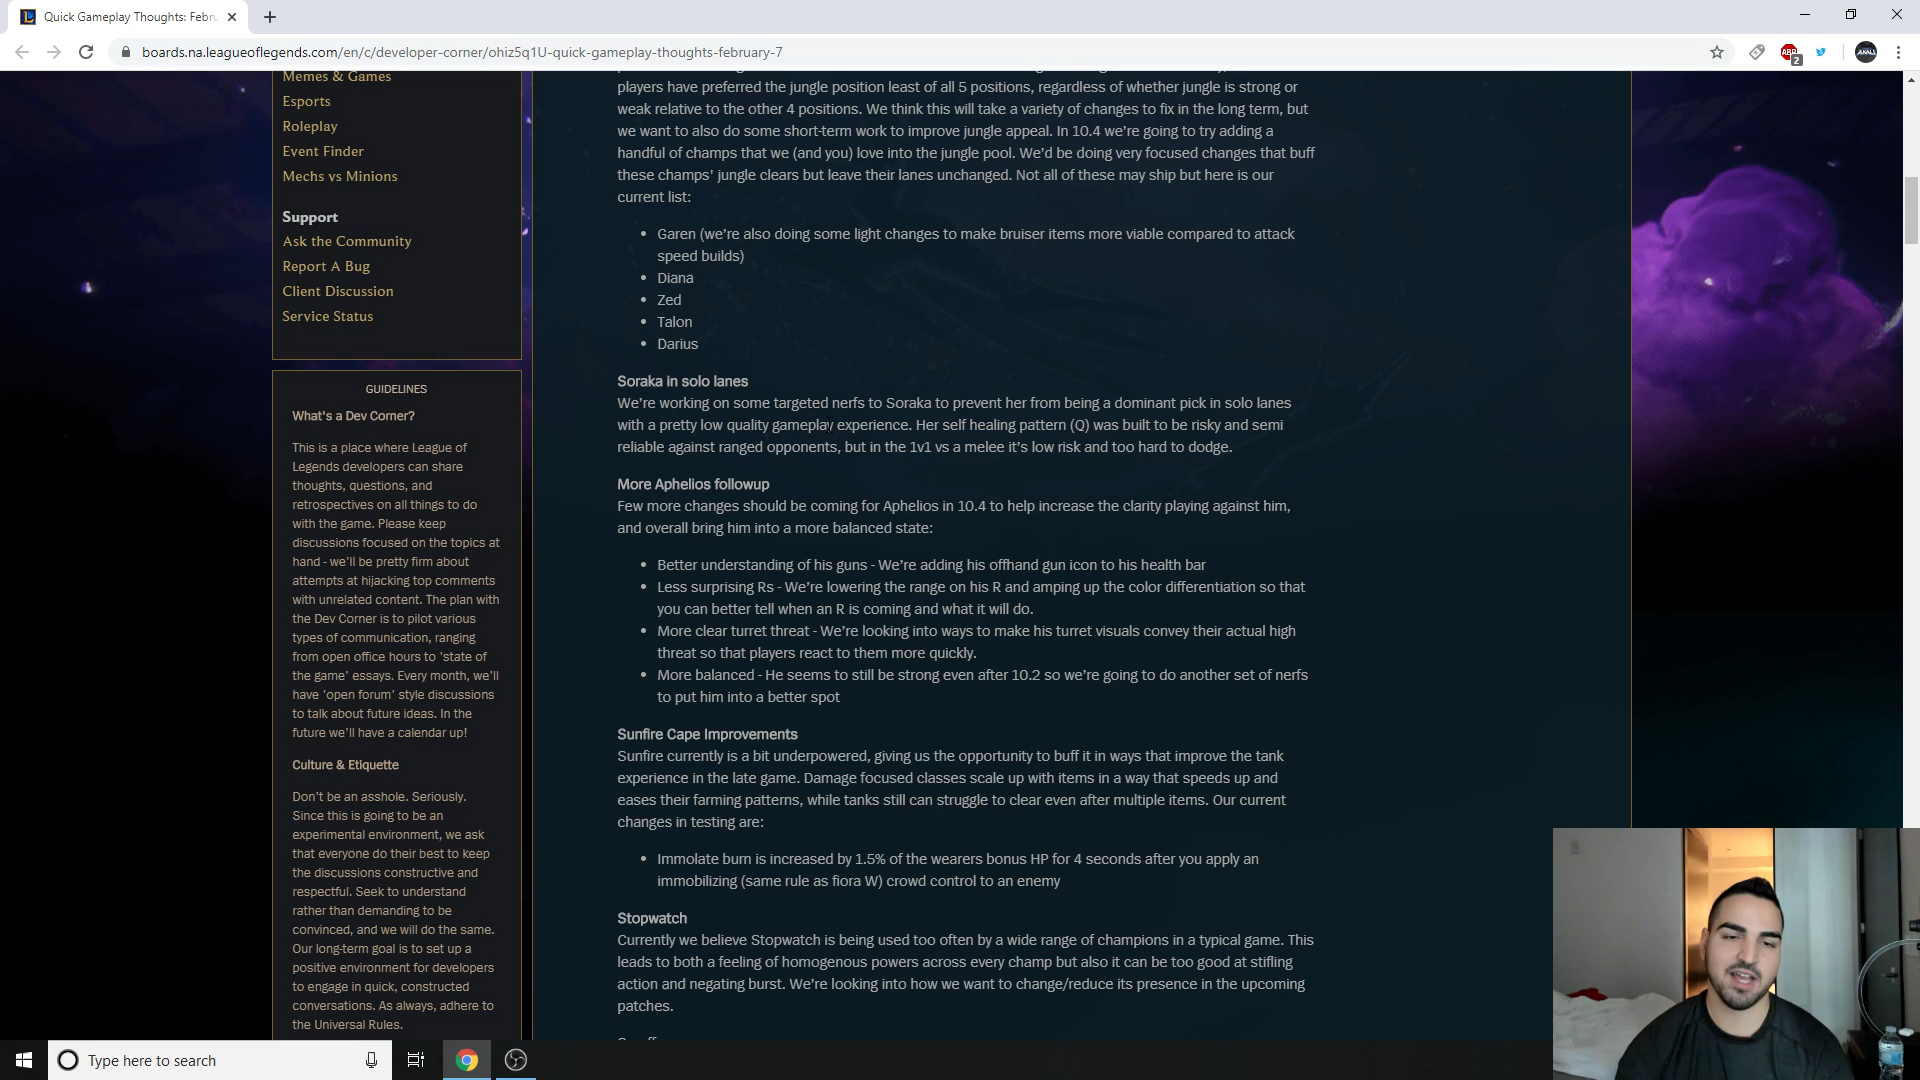 Quick Gameplay Thoughts: Febru
boards.na.leagueoflegends.com/en/c/developer-corner/ohiz5q1U-quick-gameplay-thoughts-february-7
ABP
2
AKALI
Memes & Games
Esports
Roleplay
Event Finder
Mechs vs Minions
Support
Ask the Community
Report A Bug
Client Discussion
Service Status
GUIDELINES
What's a Dev Corner?
This is a place where League of
Legends developers can share
thoughts, questions, and
retrospectives on all things to do
with the game. Please keep
discussions focused on the topics at
hand - we'll be pretty firm about
attempts at hijacking top comments
with unrelated content. The plan with
the Dev Corner is to pilot various
types of communication, ranging
from open office hours to 'state of
the game' essays. Every month, we'll
have 'open forum' style discussions
to talk about future ideas. In the
future we'll have a calendar up!
Culture & Etiquette
Don't be an asshole. Seriously.
Since this is going to be an
experimental environment, we ask
that everyone do their best to keep
the discussions constructive and
respectful. Seek to understand
rather than demanding to be
convinced, and we will do the same.
Our long-term goal is to set up a
positive environment for developers
to engage in quick, constructed
conversations. As always, adhere to
the Universal Rules.
players have preferred the jungle position least of all 5 positions, regardless of whether jungle is strong or
weak relative to the other 4 positions. We think this will take a variety of changes to fix in the long term, but
we want to also do some short-term work to improve jungle appeal. In 10.4 we're going to try adding a
handful of champs that we (and you) love into the jungle pool. We'd be doing very focused changes that buff
these champs' jungle clears but leave their lanes unchanged. Not all of these may ship but here is our
current list:
• Garen (we're also doing some light changes to make bruiser items more viable compared to attack
speed builds)
• Diana
• Zed
• Talon
• Darius
Soraka in solo lanes
We're working on some targeted nerfs to Soraka to prevent her from being a dominant pick in solo lanes
with a pretty low quality gameplay experience. Her self healing pattern (Q) was built to be risky and semi
reliable against ranged opponents, but in the 1v1 vs a melee it's low risk and too hard to dodge.
More Aphelios followup
Few more changes should be coming for Aphelios in 10.4 to help increase the clarity playing against him,
and overall bring him into a more balanced state:
• Better understanding of his guns - We're adding his offhand gun icon to his health bar
• Less surprising Rs - We're lowering the range on his R and amping up the color differentiation so that
you can better tell when an R is coming and what it will do.
• More clear turret threat - We're looking into ways to make his turret visuals convey their actual high
threat so that players react to them more quickly.
• More balanced - He seems to still be strong even after 10.2 so we're going to do another set of nerfs
to put him into a better spot
Sunfire Cape Improvements
Sunfire currently is a bit underpowered, giving us the opportunity to buff it in ways that improve the tank
experience in the late game. Damage focused classes scale up with items in a way that speeds up and
eases their farming patterns, while tanks still can struggle to clear even after multiple items. Our current
changes in testing are:
• Immolate burn is increased by 1.5% of the wearers bonus HP for 4 seconds after you apply an
immobilizing (same rule as fiora W) crowd control to an enemy
Stopwatch
Currently we believe Stopwatch is being used too often by a wide range of champions in a typical game. This
leads to both a feeling of homogenous powers across every champ but also it can be too good at stifling
action and negating burst. We're looking into how we want to change/reduce its presence in the upcoming
patches.
Type here to search